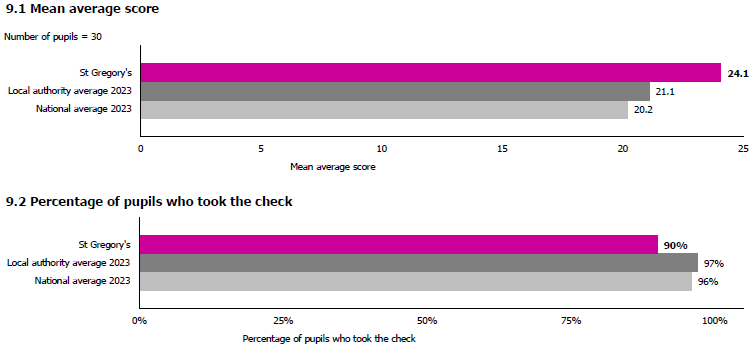 9.1 Mean average score
Number of pupils = 30
St Gregory's 24.1
Local authority average 2023 21.1
National average 2023 20.2
0 5 10 15 20 25
Mean average score
9.2 Percentage of pupils who took the check
St Gregory's 90%
Local authority average 2023 97%
National average 2023 96%
0% 25% 50% 75% 100%
Percentage of pupils who took the check